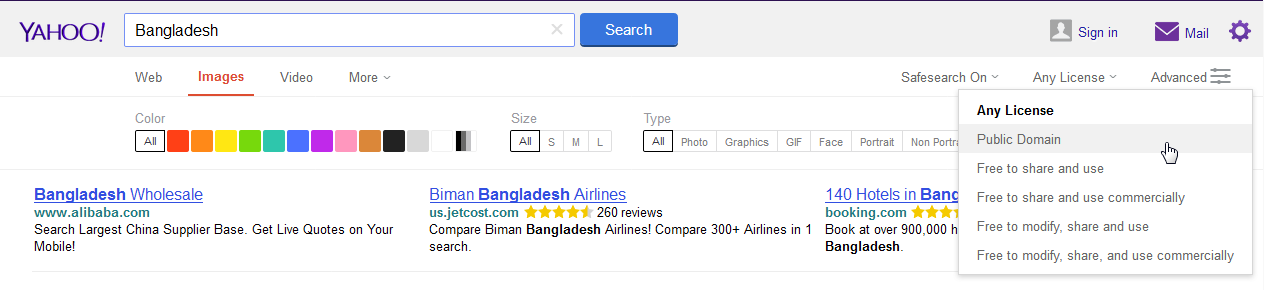 YAHOO! Bangladesh Search Sign in Mail
Web Images Video More Safesearch On Any License Advanced
Color Size Type
All All S M L All Photo Graphics GIF Face Portrait Non Portra
Any License
Public Domain
Free to share and use
Free to share and use commercially
Free to modify, share and use
Free to modify, share, and use commercially
Bangladesh Wholesale
www.alibaba.com
Search Largest China Supplier Base. Get Live Quotes on Your
Mobile!
Biman Bangladesh Airlines
us.jetcost.com 260 reviews
Compare Biman Bangladesh Airlines! Compare 300+ Airlines in 1
search.
140 Hotels in Bang
booking.com
Book at over 900,000 h
Bangladesh.